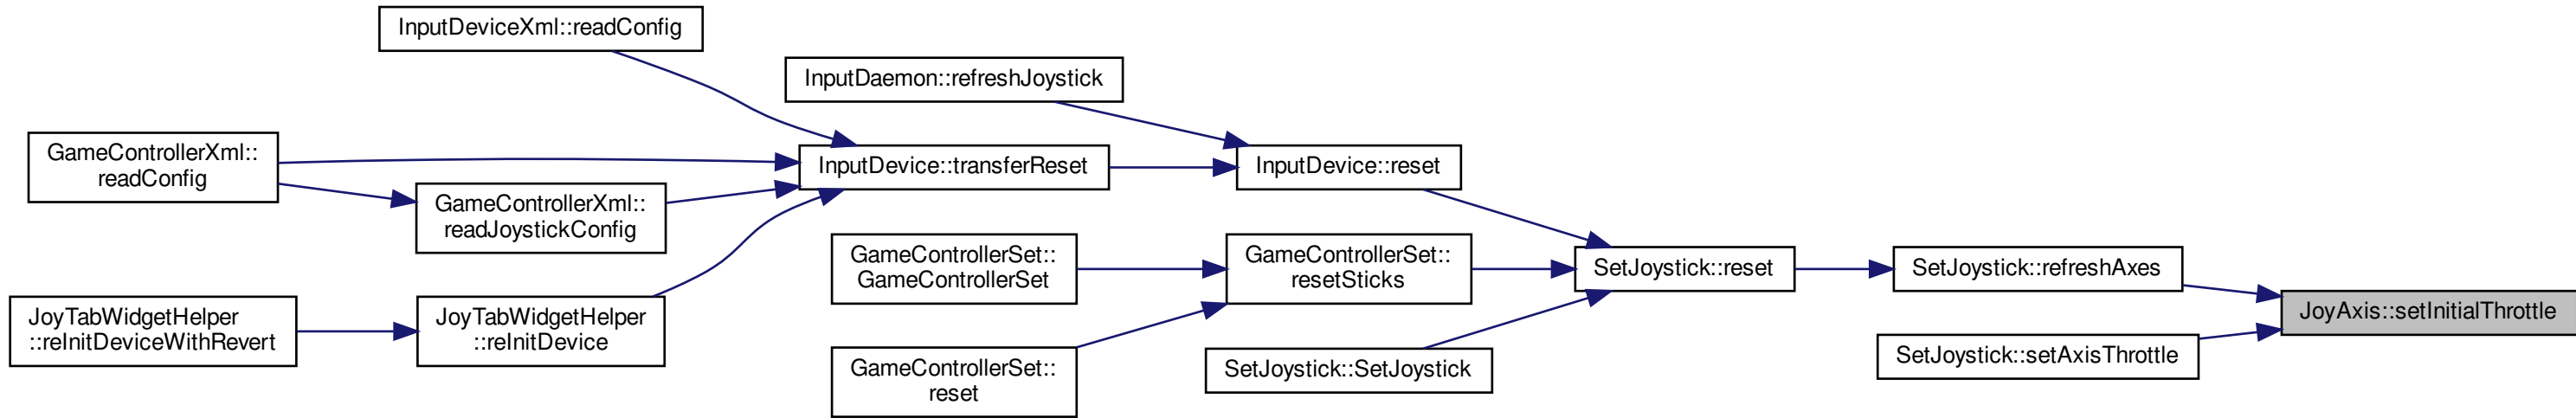 InputDeviceXml::readConfig
InputDaemon::refreshJoystick
GameControllerXml::
readConfig
InputDevice::transferReset
InputDevice::reset
GameControllerXml::
readJoystickConfig
GameControllerSet::
GameControllerSet
GameControllerSet::
resetSticks
SetJoystick::reset
SetJoystick::refreshAxes
JoyTabWidgetHelper
::reInitDeviceWithRevert
JoyTabWidgetHelper
::reInitDevice
JoyAxis::setInitialThrottle
GameControllerSet::
reset
SetJoystick::SetJoystick
SetJoystick::setAxisThrottle